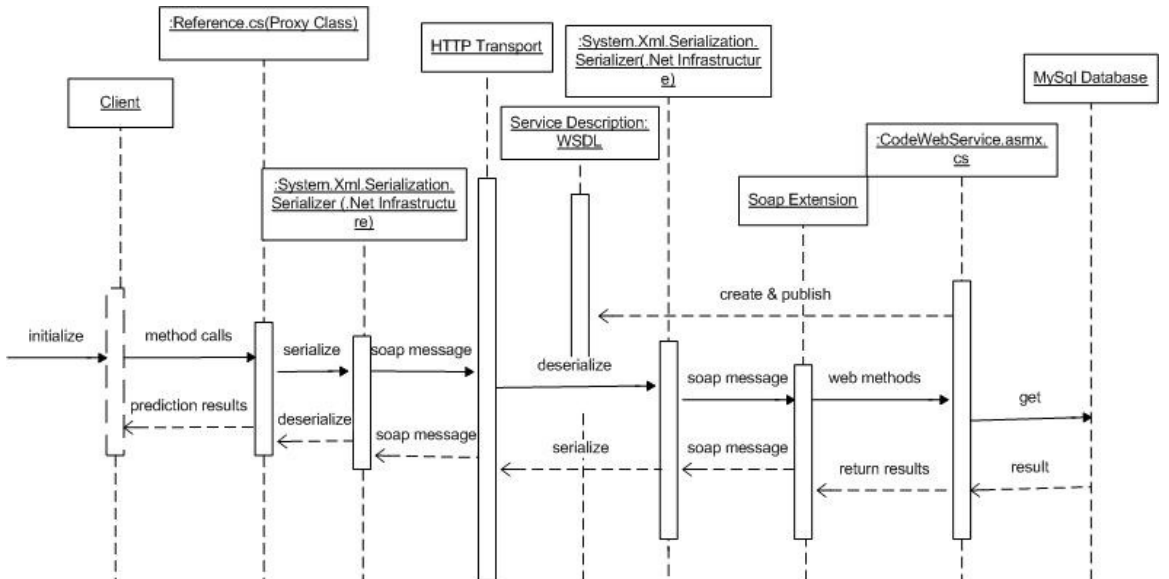 :Reference.cs(Proxy Class)
HTTP Transport
:System.Xml.Serialization.
Serializer(.Net Infrastructur
e)
MySql Database
Client
Service Description:
WSDL
:CodeWebService.asmx.
cs
:System.Xml.Serialization.
Serializer (.Net Infrastructu
re)
Soap Extension
create & publish
initialize
method calls
serialize
soap message
deserialize
soap message
web methods
get
prediction results
deserialize
soap message
serialize
soap message
return results
result